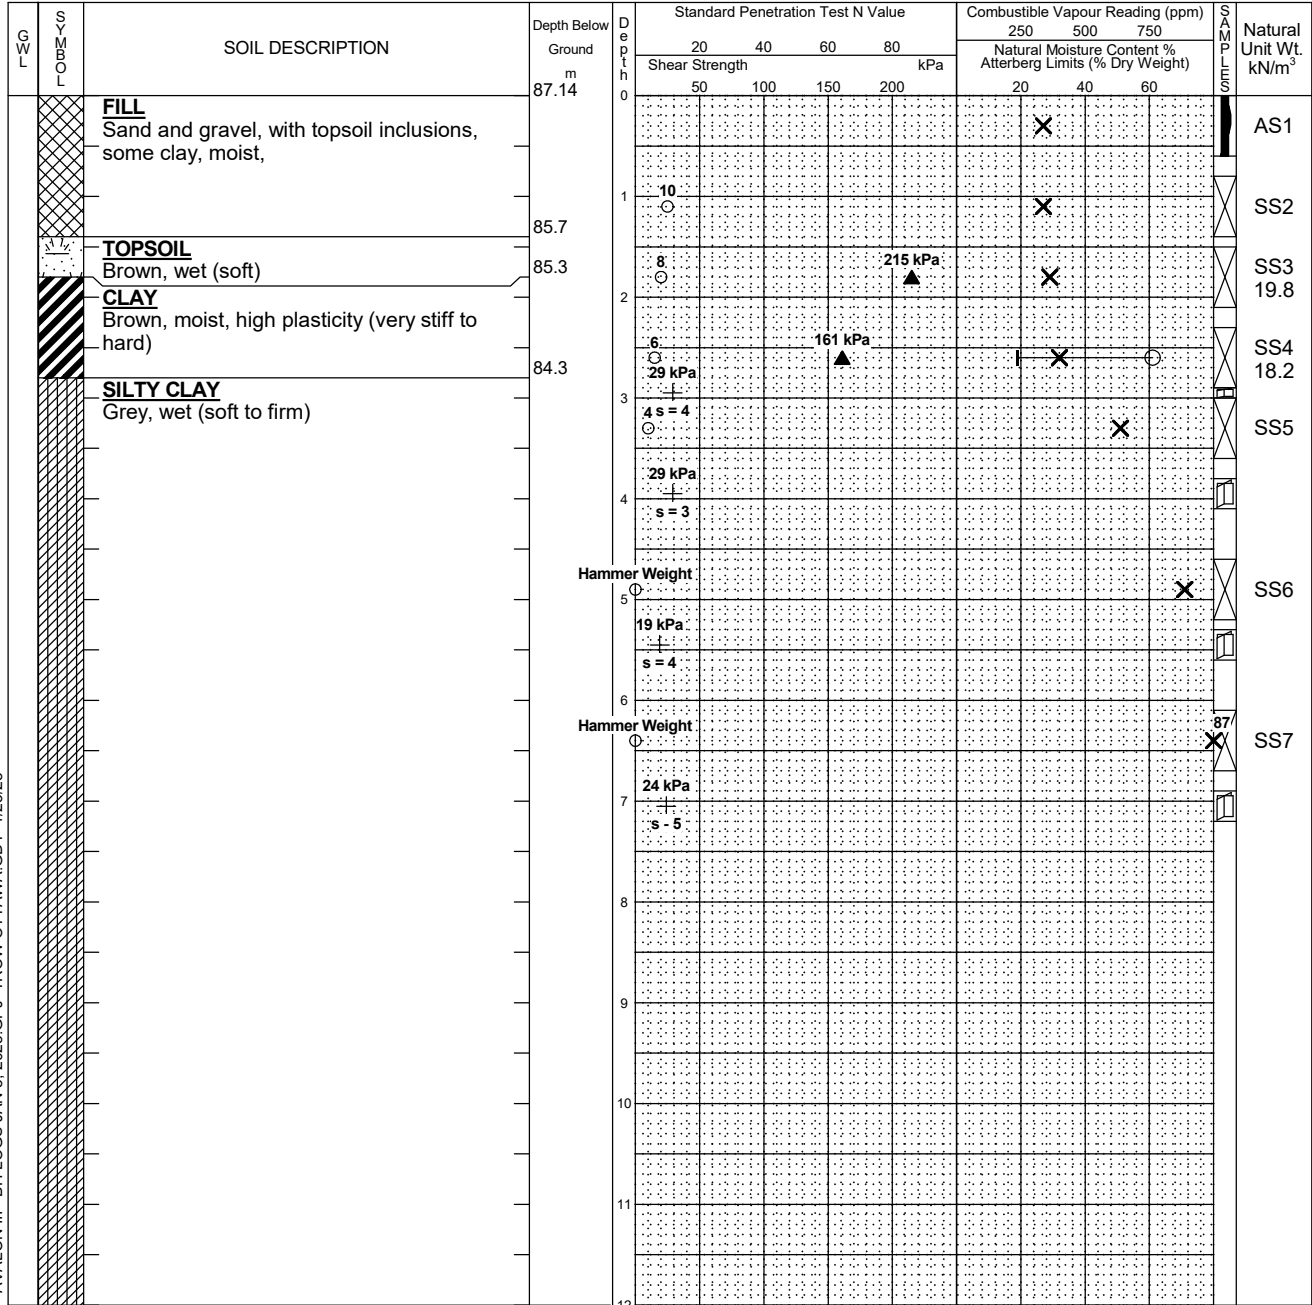 GWL
SYMBOL
SOIL DESCRIPTION
Depth Below
Ground
m
87.14
Depth
Standard Penetration Test N Value
20 40 60 80
Shear Strength kPa
50 100 150 200
Combustible Vapour Reading (ppm)
250 500 750
Natural Moisture Content %
Atterberg Limits (% Dry Weight)
20 40 60
SAMPLES
Natural
Unit Wt.
kN/m³
0
FILL
Sand and gravel, with topsoil inclusions,
some clay, moist,
AS1
10
1
SS2
85.7
TOPSOIL
Brown, wet (soft)
85.3
8
215 kPa
SS3
19.8
2
CLAY
Brown, moist, high plasticity (very stiff to
hard)
6
161 kPa
SS4
18.2
84.3
SILTY CLAY
Grey, wet (soft to firm)
29 kPa
3
s = 4
4
SS5
29 kPa
4
s = 3
Hammer Weight
5
SS6
19 kPa
s = 4
6
Hammer Weight
87
SS7
24 kPa
7
s - 5
8
9
10
11